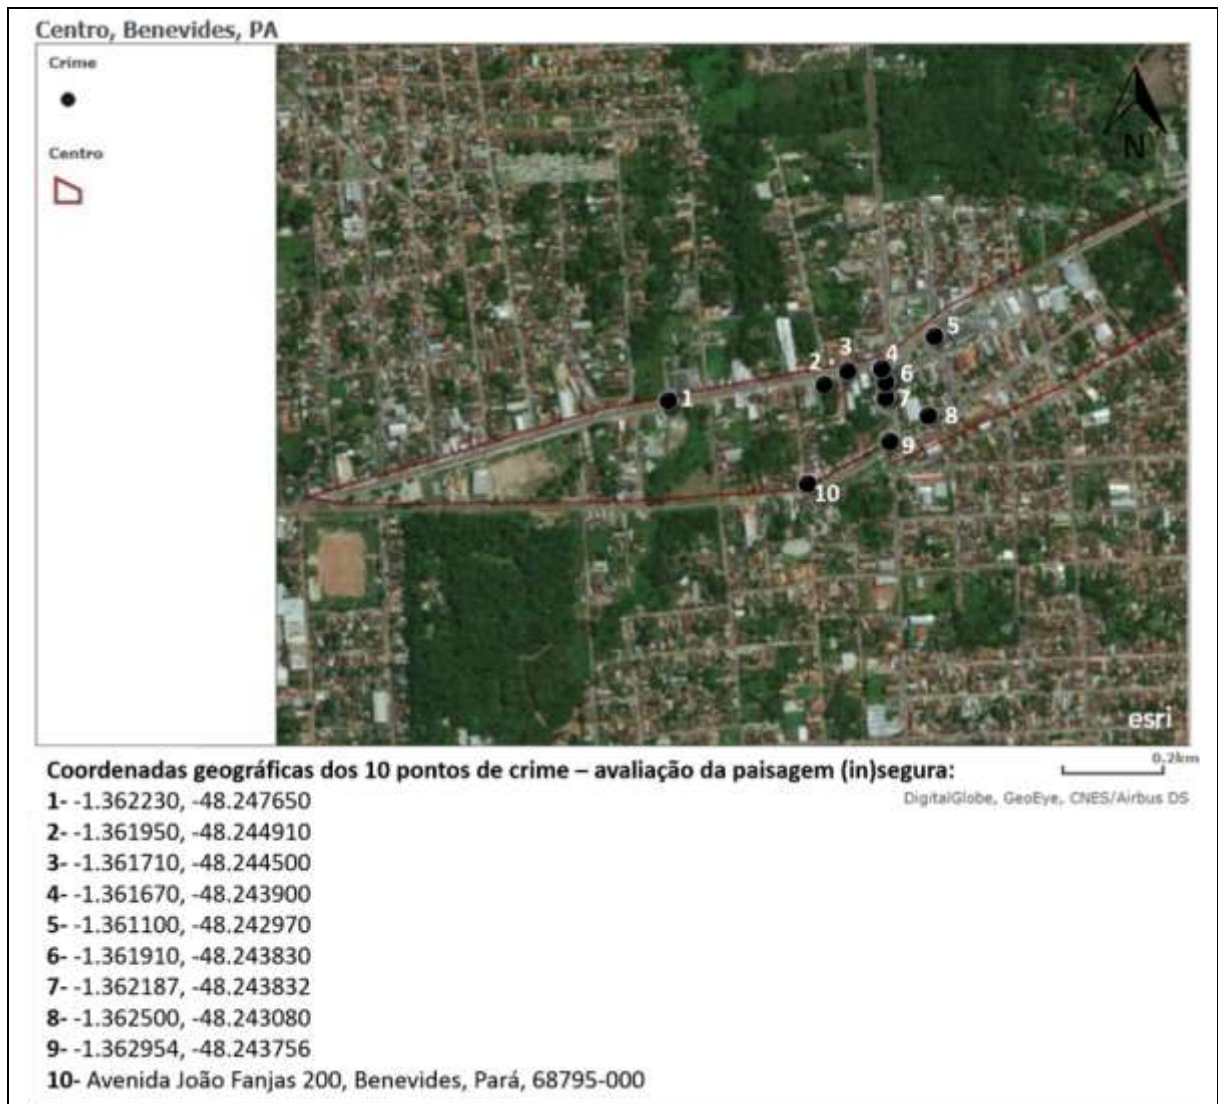 Centro, Benevides, PA
Crime
Centro
N
5
3
4
2
6
1
7
8
9
10
esri
0.2km
DigitalGlobe, GeoEye, CNES/Airbus DS
Coordenadas geográficas dos 10 pontos de crime – avaliação da paisagem (in)segura:
1- -1.362230, -48.247650
2- -1.361950, -48.244910
3- -1.361710, -48.244500
4- -1.361670, -48.243900
5- -1.361100, -48.242970
6- -1.361910, -48.243830
7- -1.362187, -48.243832
8- -1.362500, -48.243080
9- -1.362954, -48.243756
10- Avenida João Fanjas 200, Benevides, Pará, 68795-000